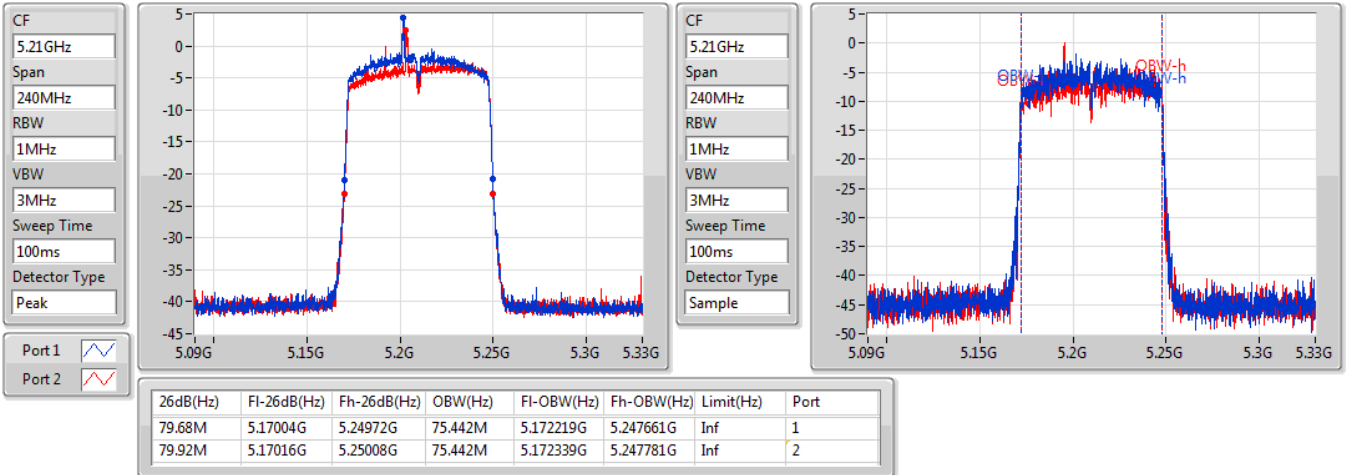 CF
5.21GHz
Span
240MHz
RBW
1MHz
VBW
3MHz
Sweep Time
100ms
Detector Type
Peak
Port 1
Port 2
5
0
-5
-10
-15
-20
-25
-30
-35
-40
-45
5.09G 5.15G 5.2G 5.25G 5.3G 5.33G
CF
5.21GHz
Span
240MHz
RBW
1MHz
VBW
3MHz
Sweep Time
100ms
Detector Type
Sample
5
0
-5
-10
-15
-20
-25
-30
-35
-40
-45
-50
OBW-h
OBW-h
5.09G 5.15G 5.2G 5.25G 5.3G 5.33G
26dB(Hz) Fl-26dB(Hz) Fh-26dB(Hz) OBW(Hz) Fl-OBW(Hz) Fh-OBW(Hz) Limit(Hz) Port
79.68M 5.17004G 5.24972G 75.442M 5.172219G 5.247661G Inf 1
79.92M 5.17016G 5.25008G 75.442M 5.172339G 5.247781G Inf 2